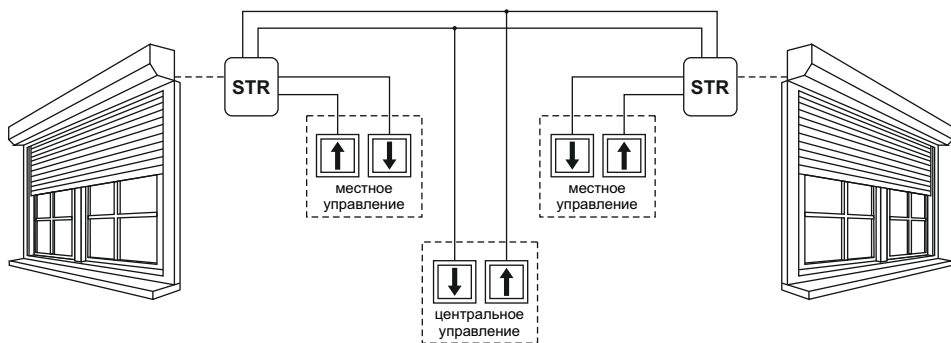 STR
STR
местное
управление
местное
управление
центральное
управление